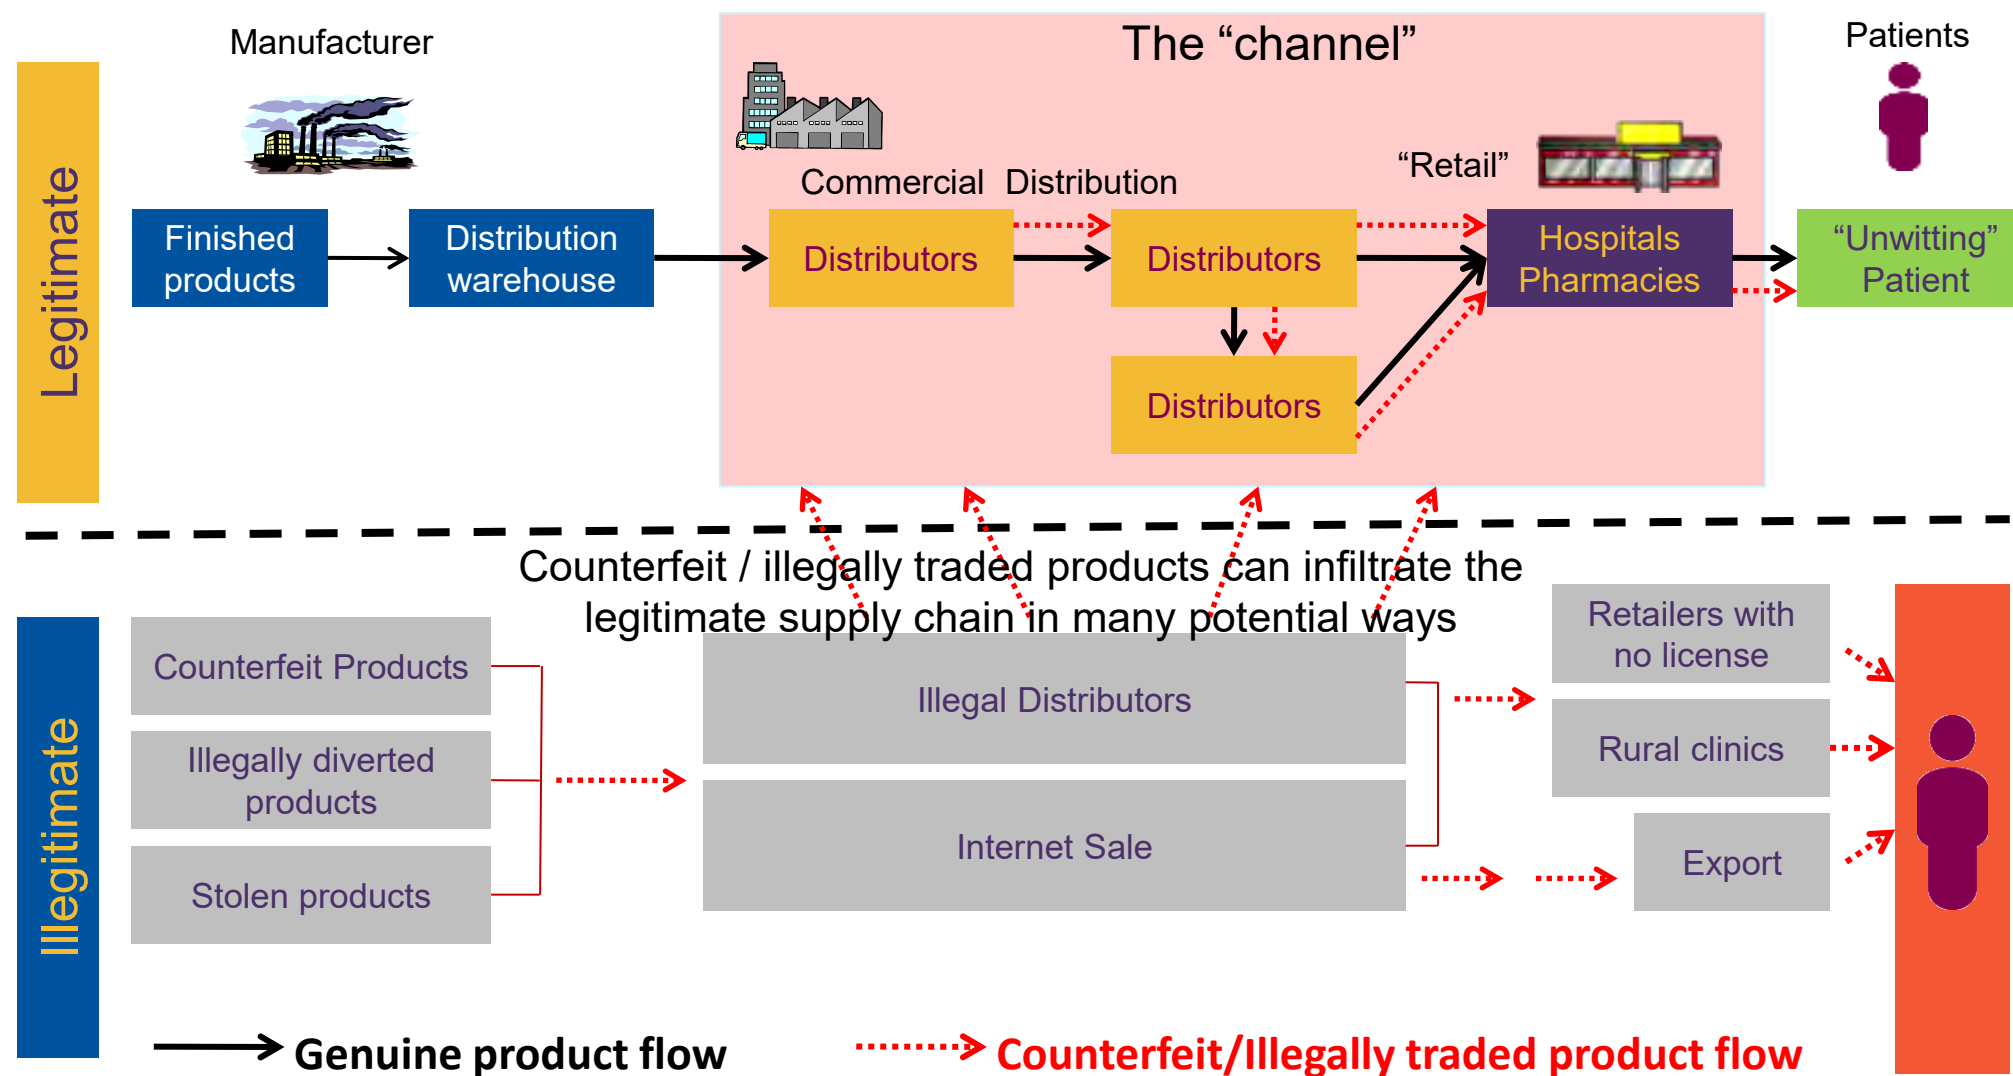 Manufacturer
The “channel”
Patients
Legitimate
Commercial Distribution
“Retail”
Finished
products
Distribution
warehouse
Distributors
Distributors
Hospitals
Pharmacies
“Unwitting”
Patient
Distributors
Counterfeit / illegally traded products can infiltrate the
legitimate supply chain in many potential ways
Illegitimate
Counterfeit Products
Illegally diverted
products
Stolen products
Illegal Distributors
Internet Sale
Retailers with
no license
Rural clinics
Export
Genuine product flow
Counterfeit/Illegally traded product flow